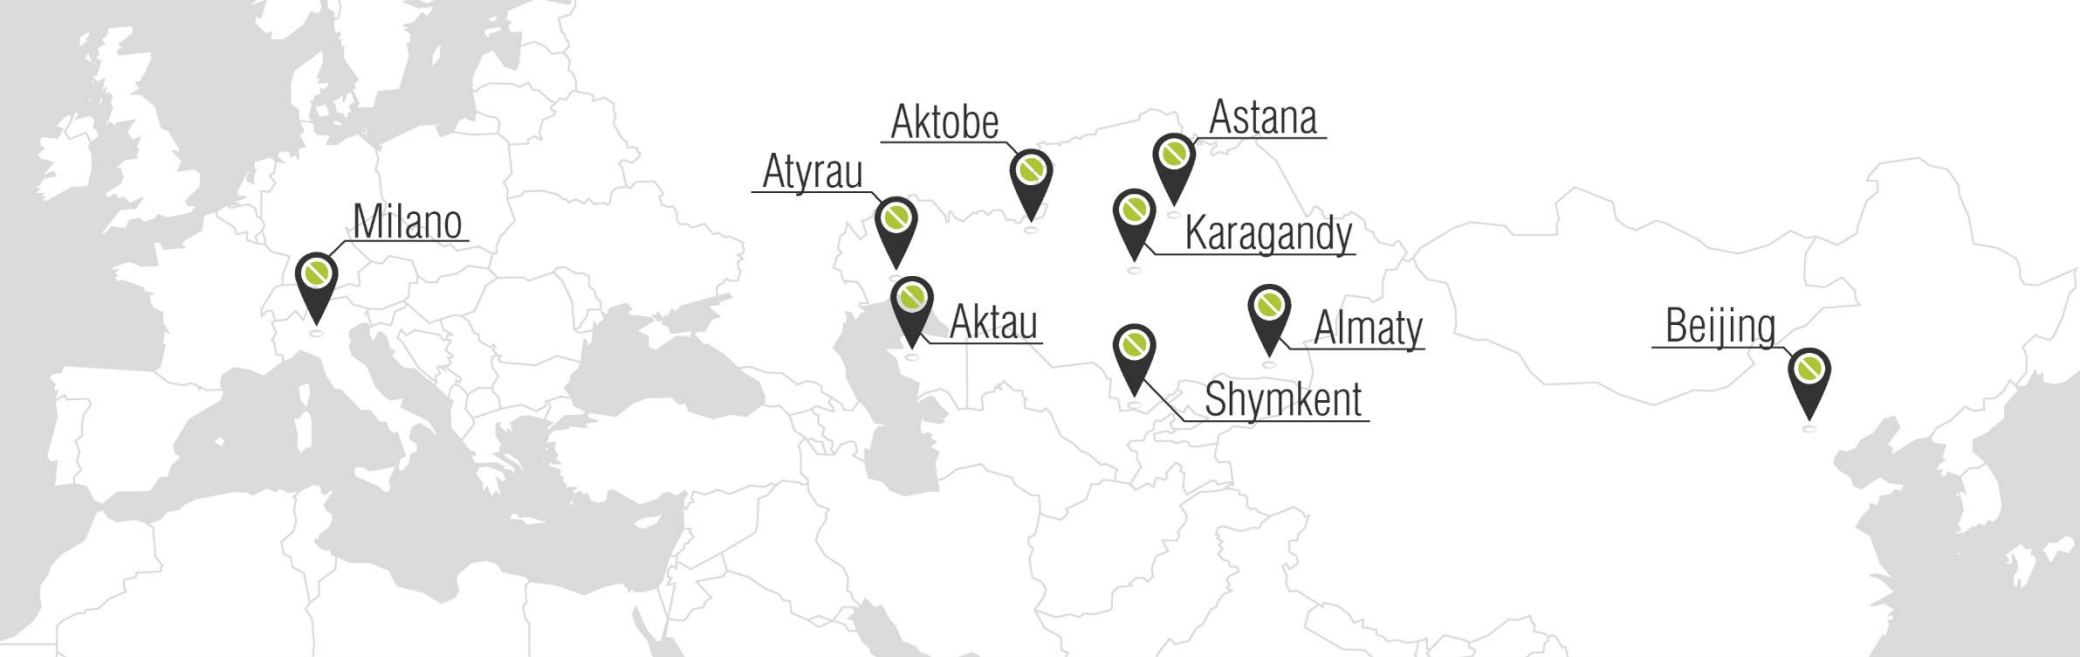 Astana
Aktobe
Atyrau
Milano
Karagandy
Aktau
Almaty
Beijing
Shymkent